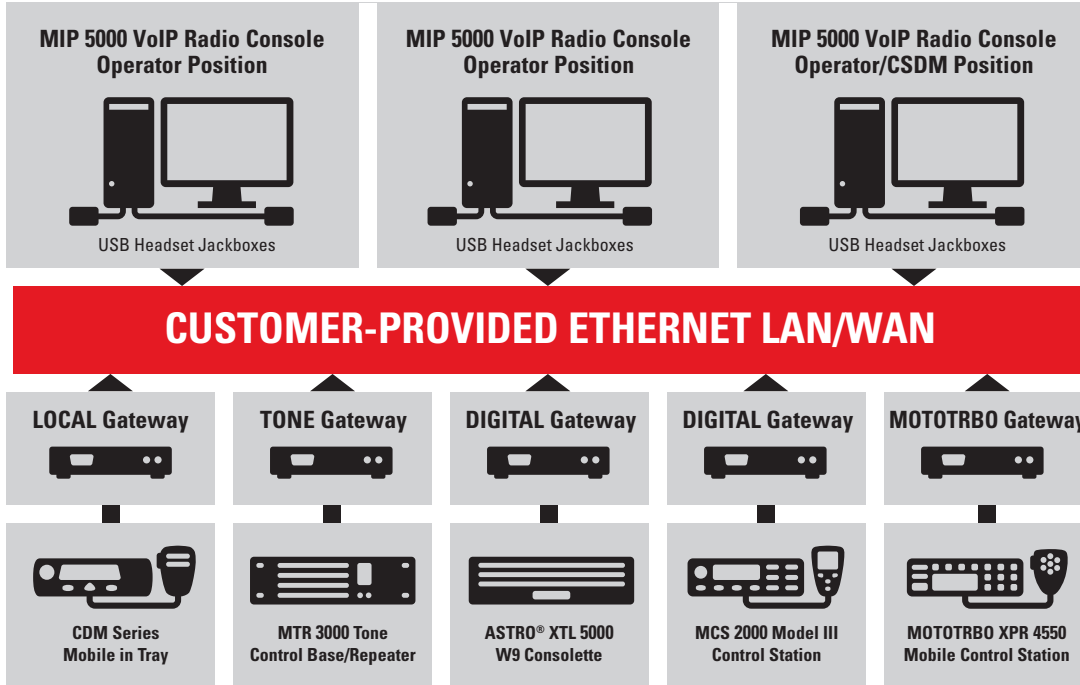 MIP 5000 VoIP Radio Console
Operator Position
USB Headset Jackboxes
MIP 5000 VoIP Radio Console
Operator Position
USB Headset Jackboxes
MIP 5000 VoIP Radio Console
Operator/CSDM Position
USB Headset Jackboxes
CUSTOMER-PROVIDED ETHERNET LAN/WAN
LOCAL Gateway
TONE Gateway
DIGITAL Gateway
DIGITAL Gateway
MOTOTRBO Gateway
CDM Series
Mobile in Tray
MTR 3000 Tone
Control Base/Repeater
ASTRO® XTL 5000
W9 Consolette
MCS 2000 Model III
Control Station
MOTOTRBO XPR 4550
Mobile Control Station